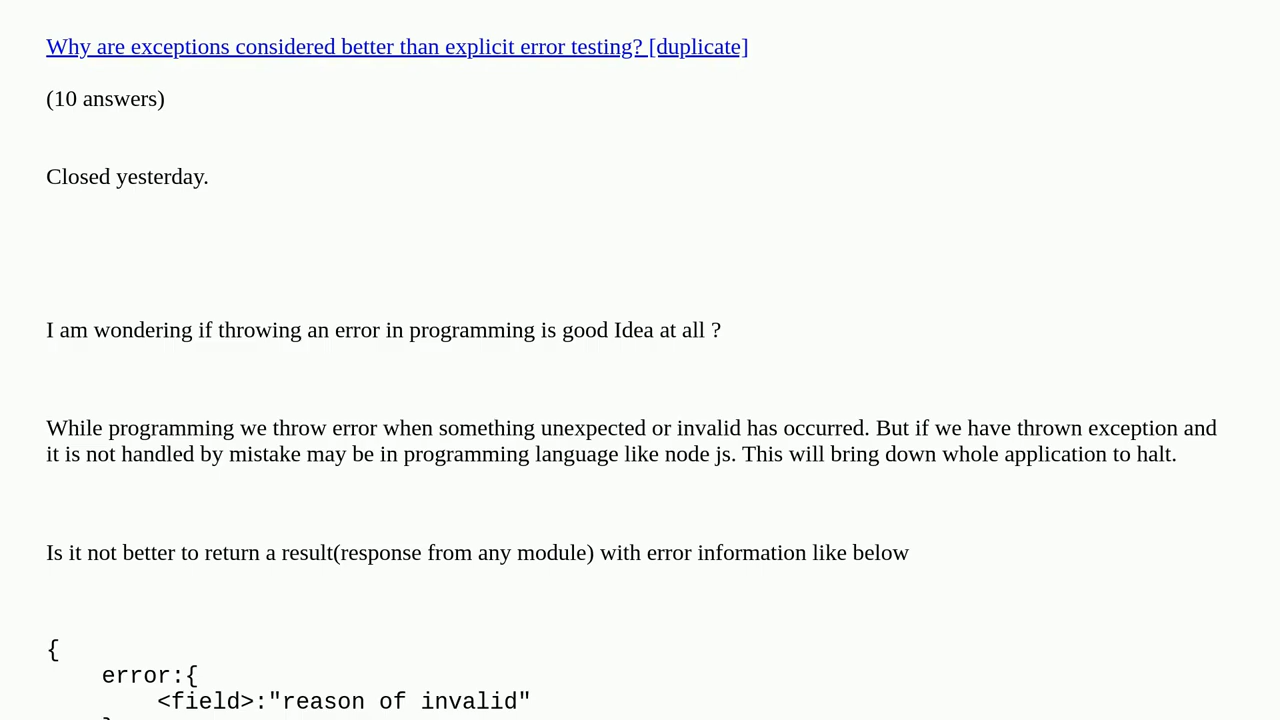 Why are exceptions considered better than explicit error testing? [duplicate]
(10 answers)
Closed yesterday.
I am wondering if throwing an error in programming is good Idea at all ?
While programming we throw error when something unexpected or invalid has occurred. But if we have thrown exception and
it is not handled by mistake may be in programming language like node js. This will bring down whole application to halt.
Is it not better to return a result(response from any module) with error information like below
{
    error:{
        <field>:"reason of invalid"